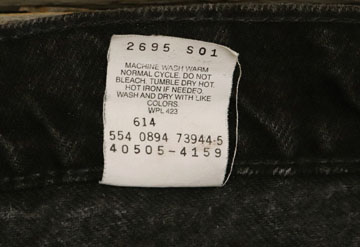 2695 S01
MACHINE WASH WARM
NORMAL CYCLE. DO NOT
BLEACH. TUMBLE DRY HOT.
HOT IRON IF NEEDED.
WASH AND DRY WITH LIKE
COLORS.
WPL 423
614
554 0894 73944-5
40505-4159